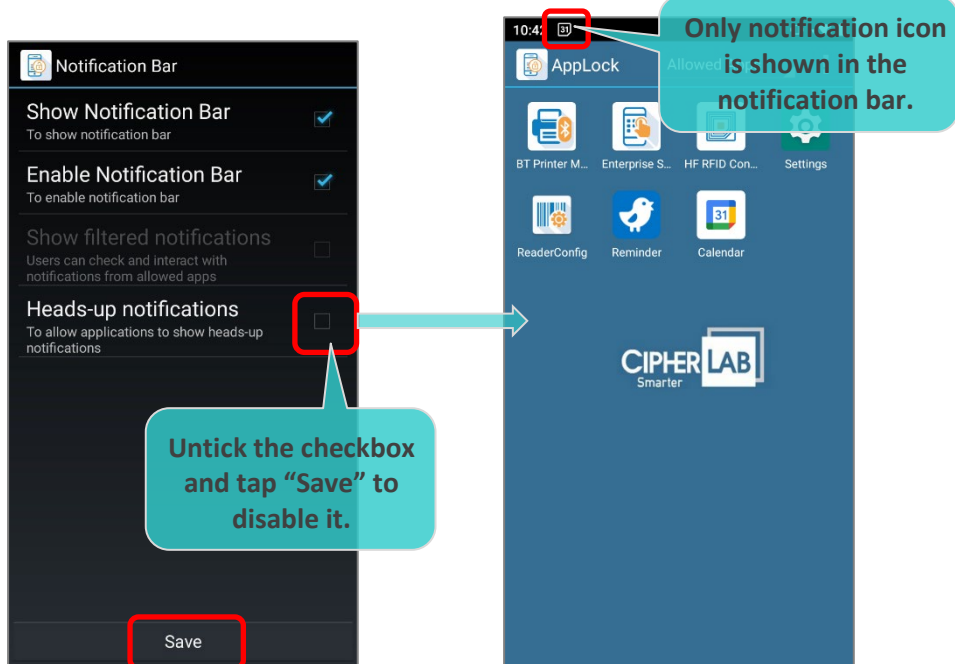 Notification Bar
Show Notification Bar
To show notification bar
Enable Notification Bar
To enable notification bar
Show filtered notifications
Users can check and interact with
notifications from allowed apps
Heads-up notifications
To allow applications to show heads-up
notifications
Untick the checkbox
and tap “Save” to
disable it.
Save
10:42 31
Only notification icon
is shown in the
notification bar.
AppLock
Allowed
BT Printer M...
Enterprise S...
HF RFID Con...
Settings
ReaderConfig
Reminder
31
Calendar
CIPHERLAB
Smarter